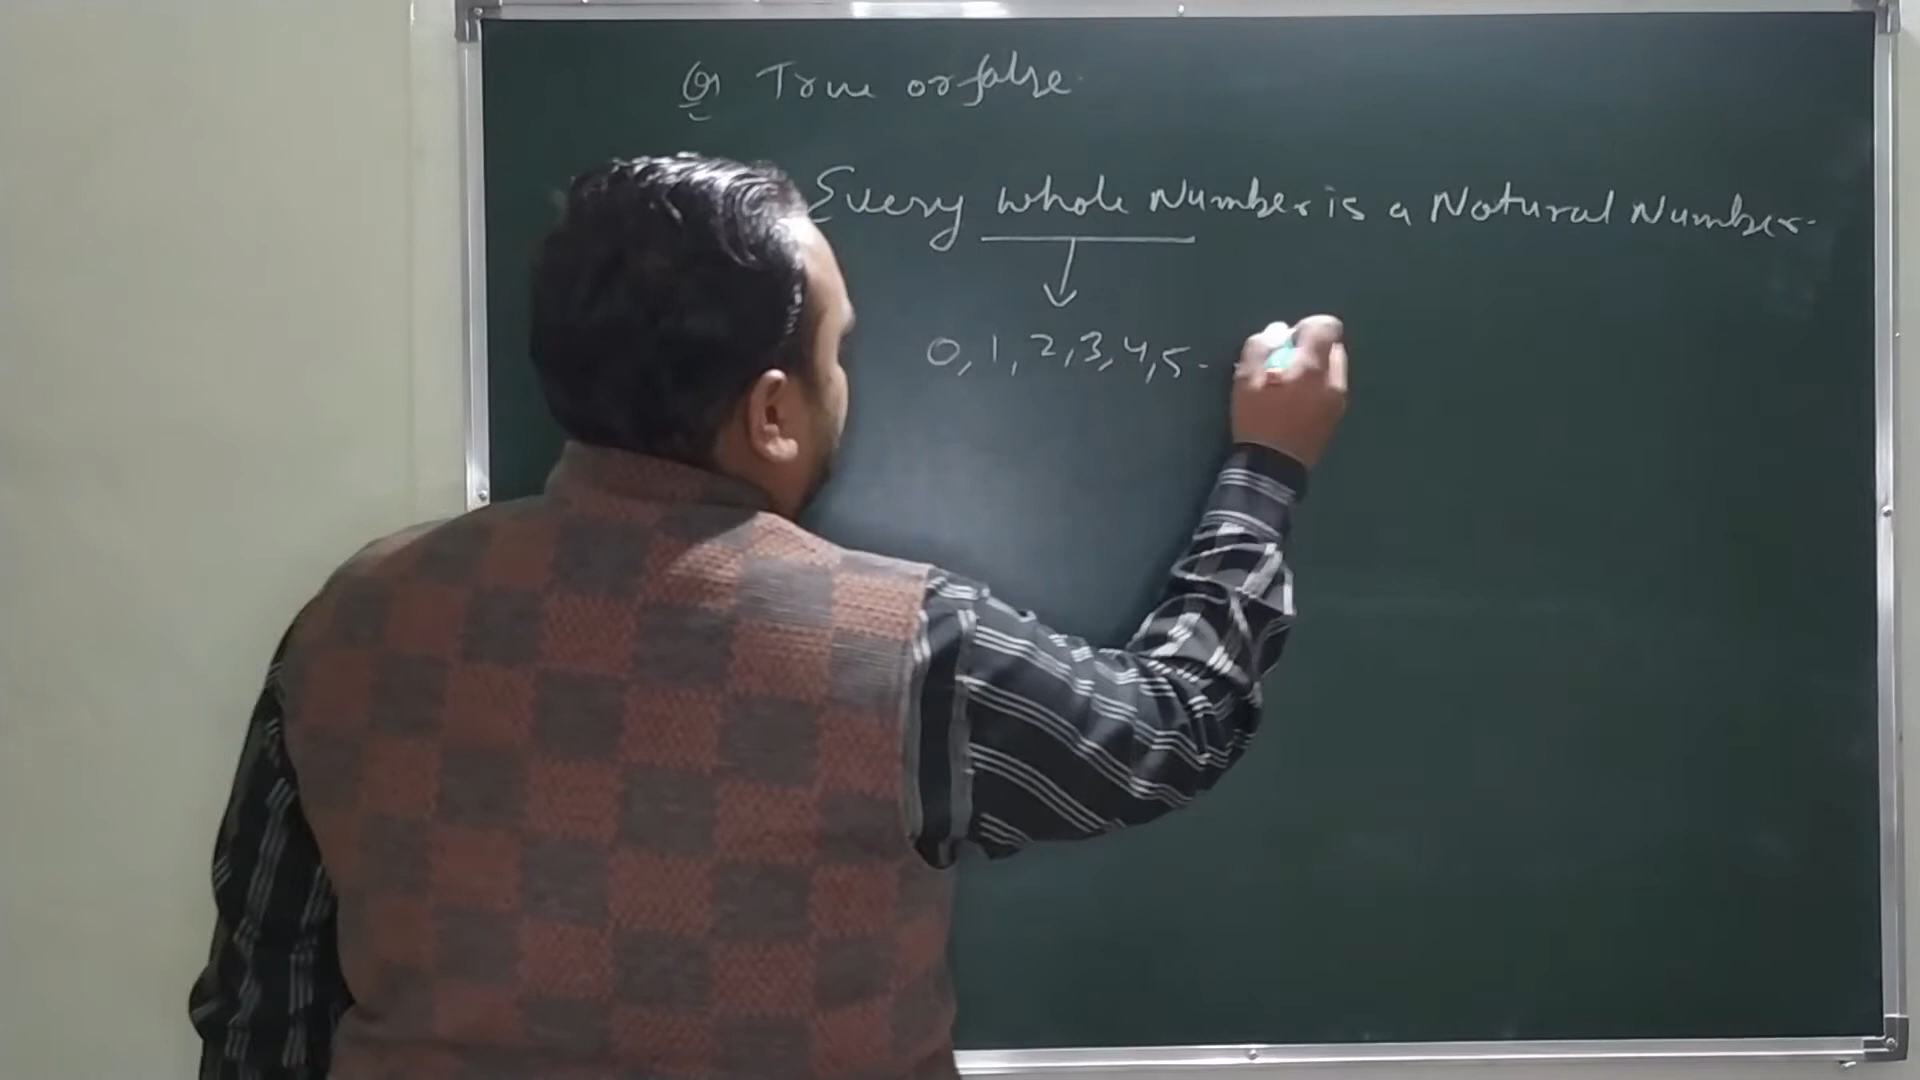 Q True or false.
Every whole Number is a Natural Number.
0, 1, 2, 3, 4, 5 - -